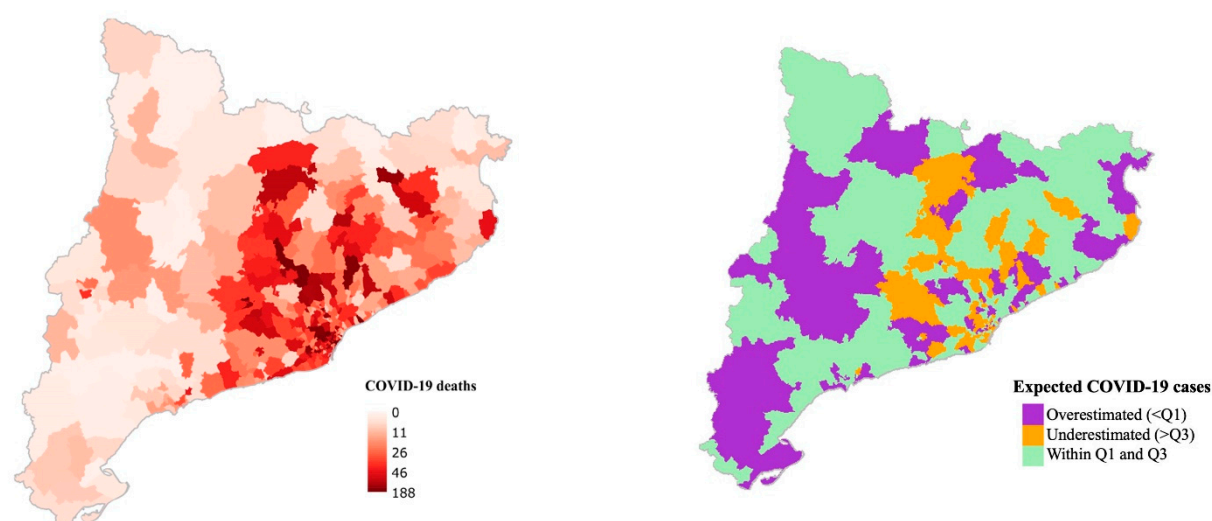 COVID-19 deaths
0
11
26
46
188
Expected COVID-19 cases
Overestimated (<Q1)
Underestimated (>Q3)
Within Q1 and Q3